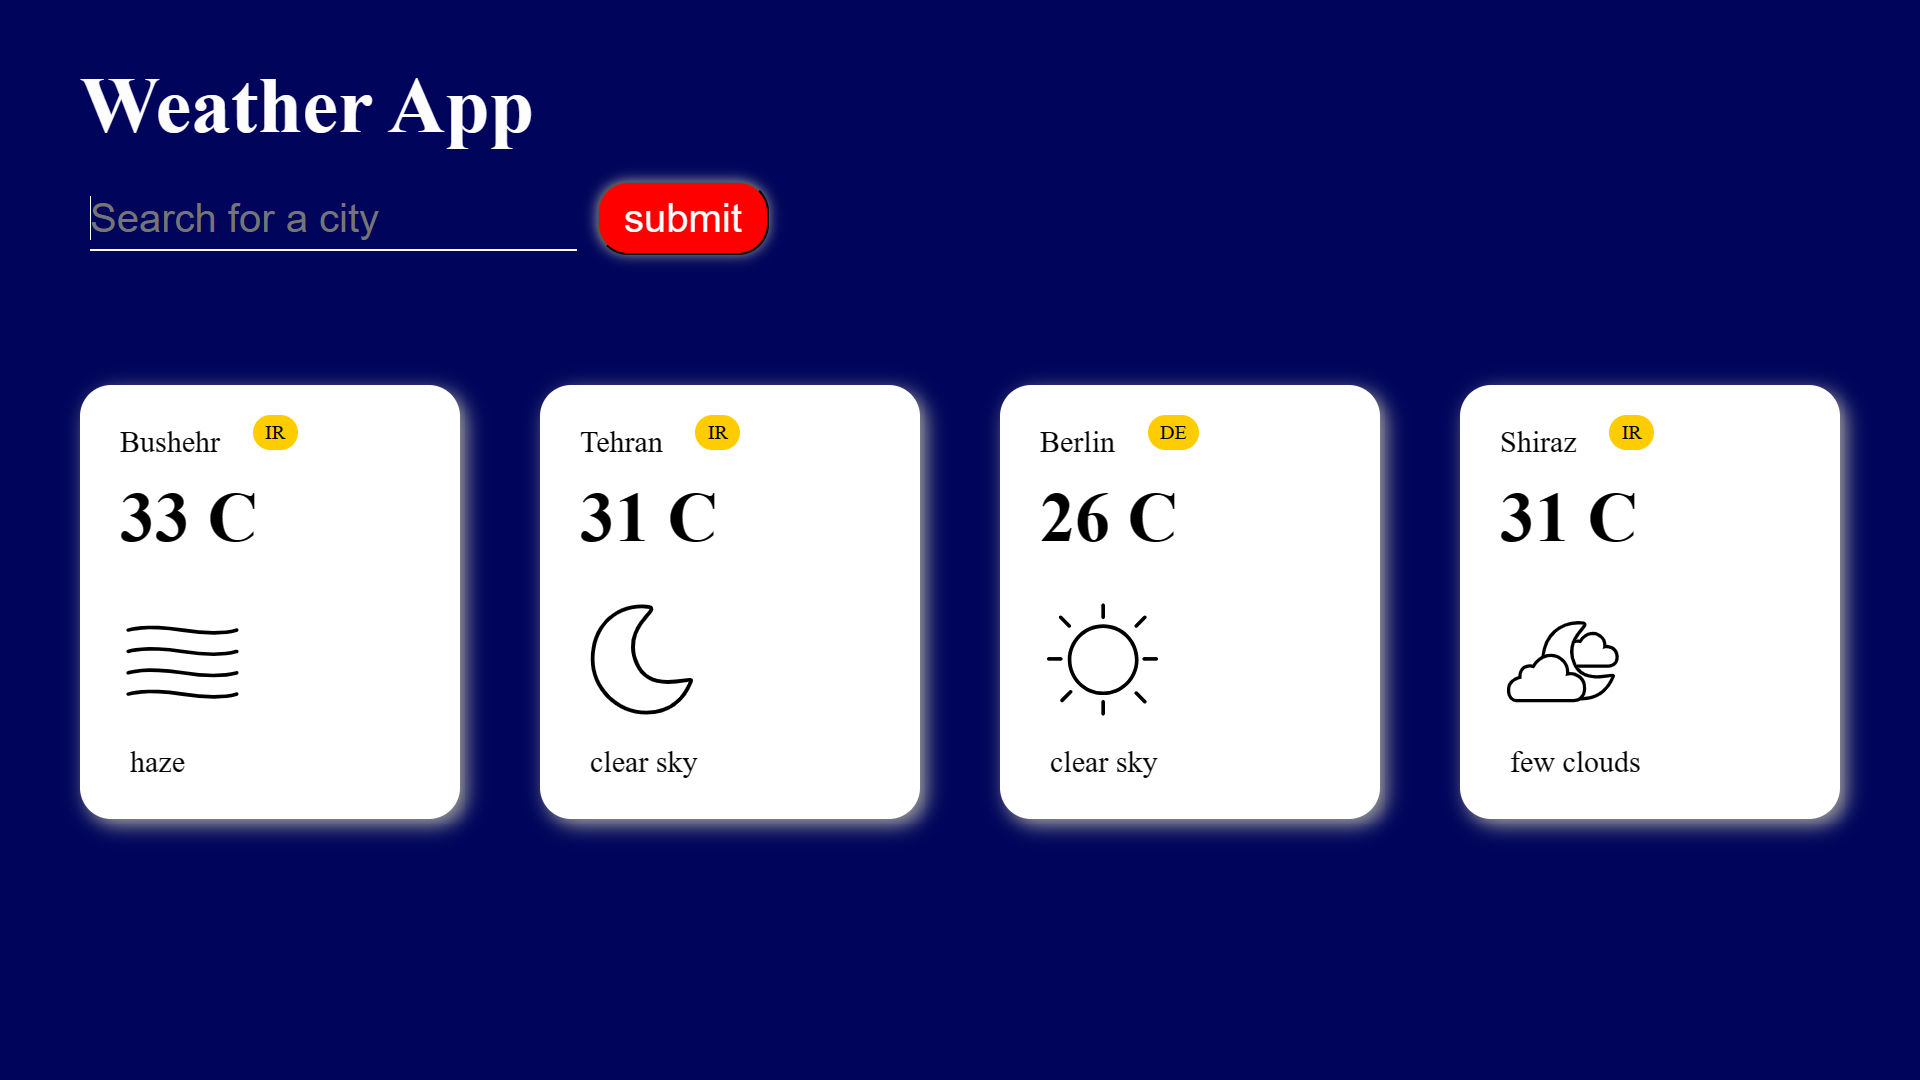 Weather App
Search for a city
submit
Bushehr IR
33 C
haze
Tehran IR
31 C
clear sky
Berlin DE
26 C
clear sky
Shiraz IR
31 C
few clouds